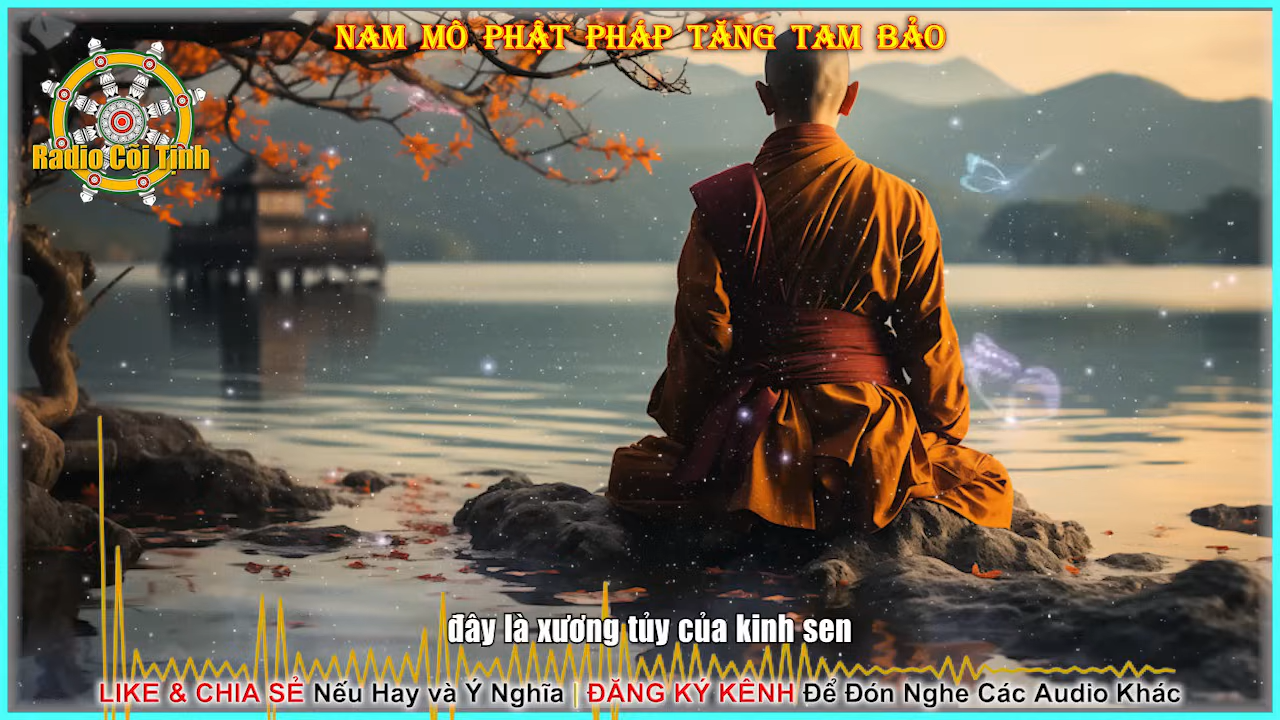 NAM MÔ PHẬT PHÁP TĂNG TAM BẢO
Radio Cõi Tịnh
đây là xương tủy của kinh sen
LIKE & CHIA SẺ Nếu Hay và Ý Nghĩa | ĐĂNG KÝ KÊNH Để Đón Nghe Các Audio Khác